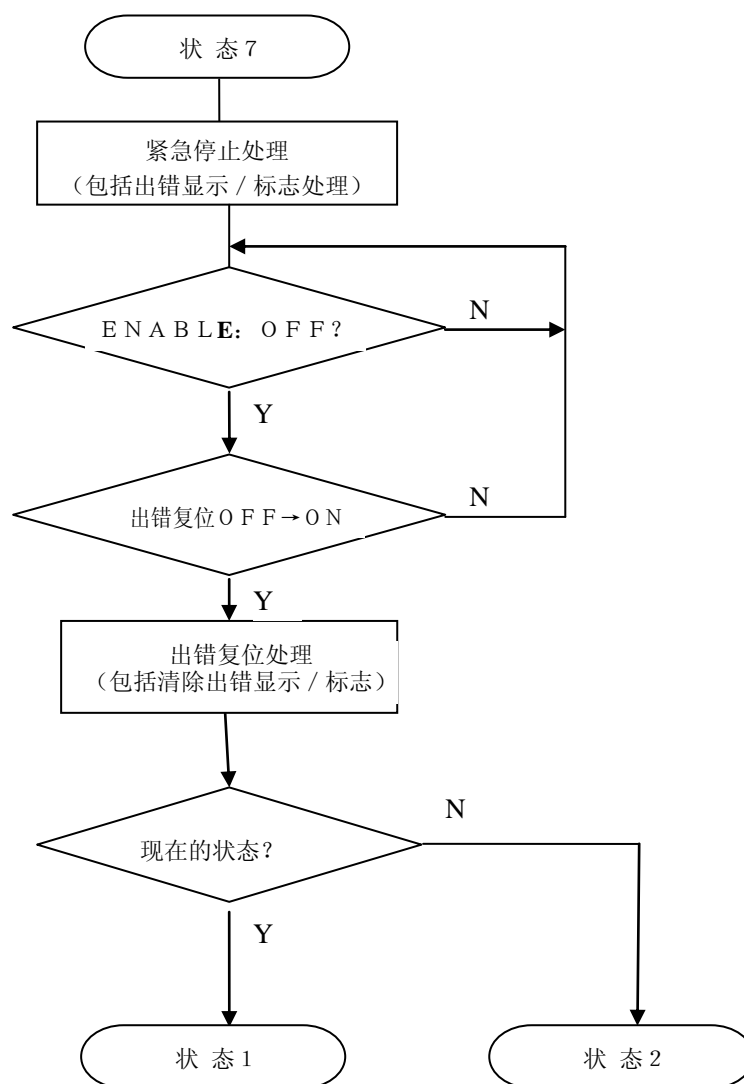 状 态７
紧急停止处理
（包括出错显示／标志处理）
ＥＮＡＢＬE：ＯＦＦ？
N
Y
出错复位ＯＦＦ→ＯＮ
N
Y
出错复位处理
（包括清除出错显示／标志）
现在的状态？
N
Y
状 态１
状 态２